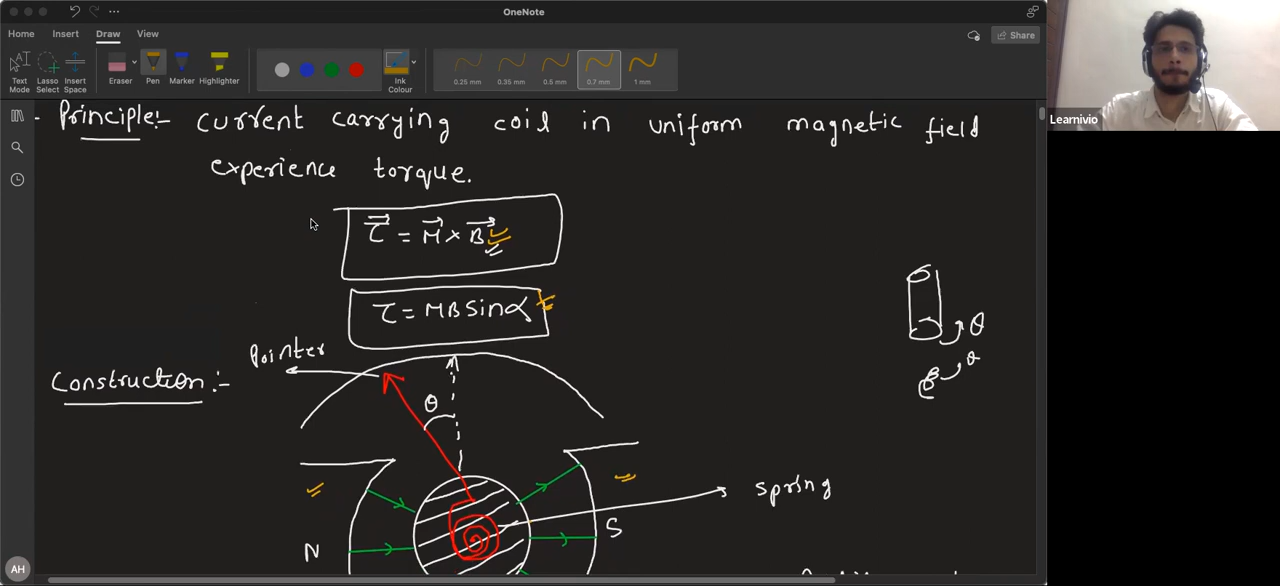 OneNote
Home Insert Draw View
Share
Text Mode
Lasso Select
Insert Space
Eraser
Pen
Marker
Highlighter
Ink Colour
0.25 mm
0.35 mm
0.5 mm
0.7 mm
1 mm
Learnivio
- Principle:- current carrying coil in uniform magnetic field
experience torque.
τ = M × B
τ = MB sinα
Pointer
θ
θ
θ
Construction :-
spring
N
S
AH